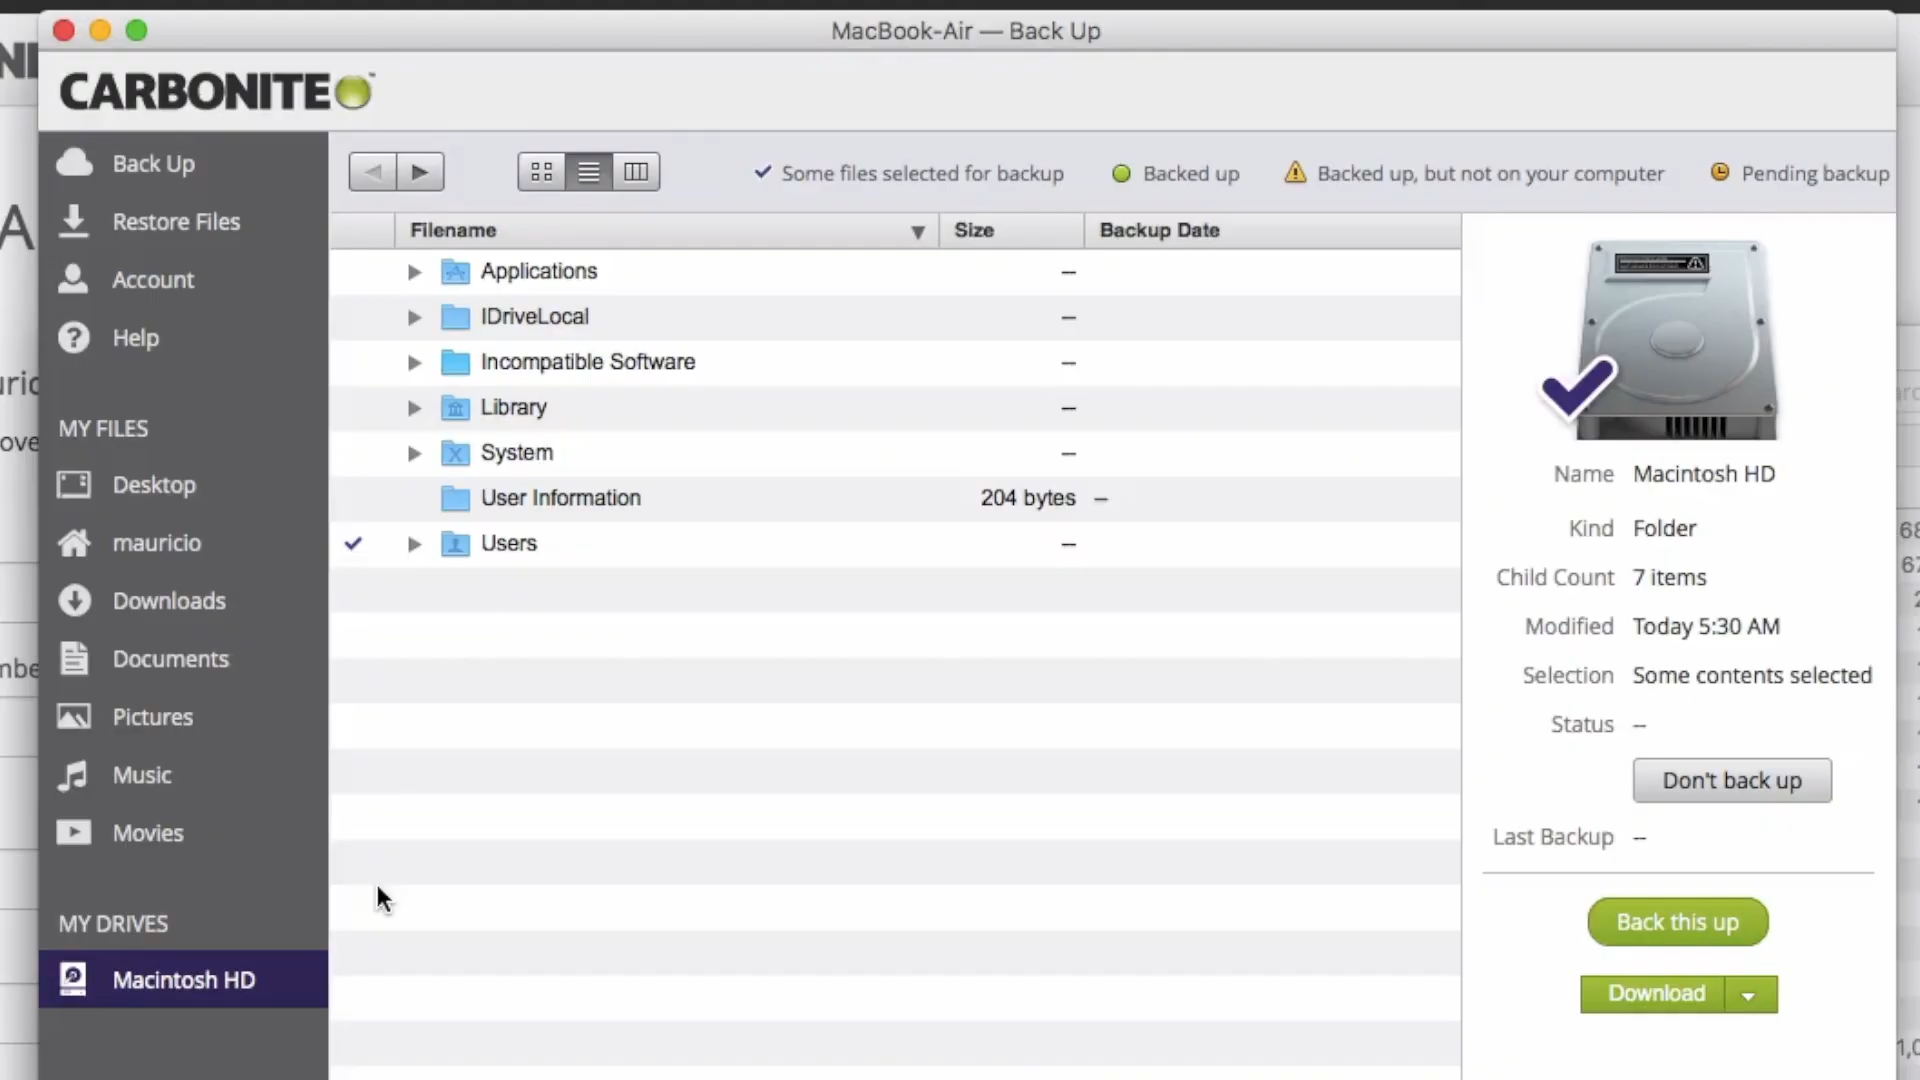 MacBook-Air — Back Up
CARBONITE
Back Up
Restore Files
Account
Help
MY FILES
Desktop
mauricio
Downloads
Documents
Pictures
Music
Movies
MY DRIVES
Macintosh HD
Some files selected for backup
Backed up
Backed up, but not on your computer
Pending backup
Filename Size Backup Date
Applications --
IDriveLocal --
Incompatible Software --
Library --
System --
User Information 204 bytes --
Users --
Name Macintosh HD
Kind Folder
Child Count 7 items
Modified Today 5:30 AM
Selection Some contents selected
Status --
Don't back up
Last Backup --
Back this up
Download